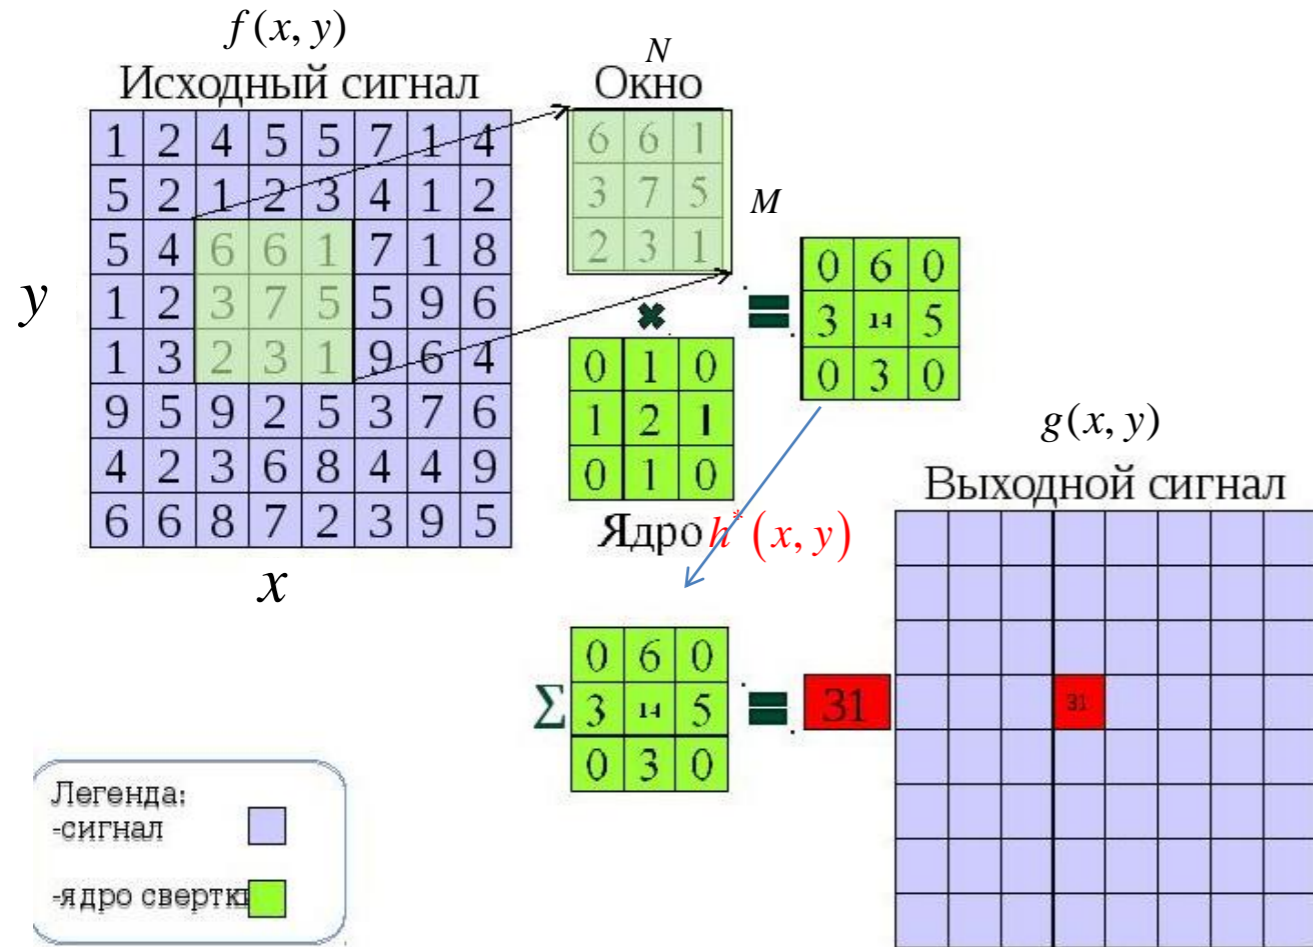 f(x, y)
Исходный сигнал
1 2 4 5 5 7 1 4
5 2 1 2 3 4 1 2
5 4 6 6 1 7 1 8
1 2 3 7 5 5 9 6
1 3 2 3 1 9 6 4
9 5 9 2 5 3 7 6
4 2 3 6 8 4 4 9
6 6 8 7 2 3 9 5
y
x
N
Окно
6 6 1
3 7 5
2 3 1
M
✖
0 1 0
1 2 1
0 1 0
Ядро h*(x, y)
=
0 6 0
3 14 5
0 3 0
Σ
0 6 0
3 14 5
0 3 0
=
31
g(x, y)
Выходной сигнал
31
Легенда:
-сигнал
-ядро свертки